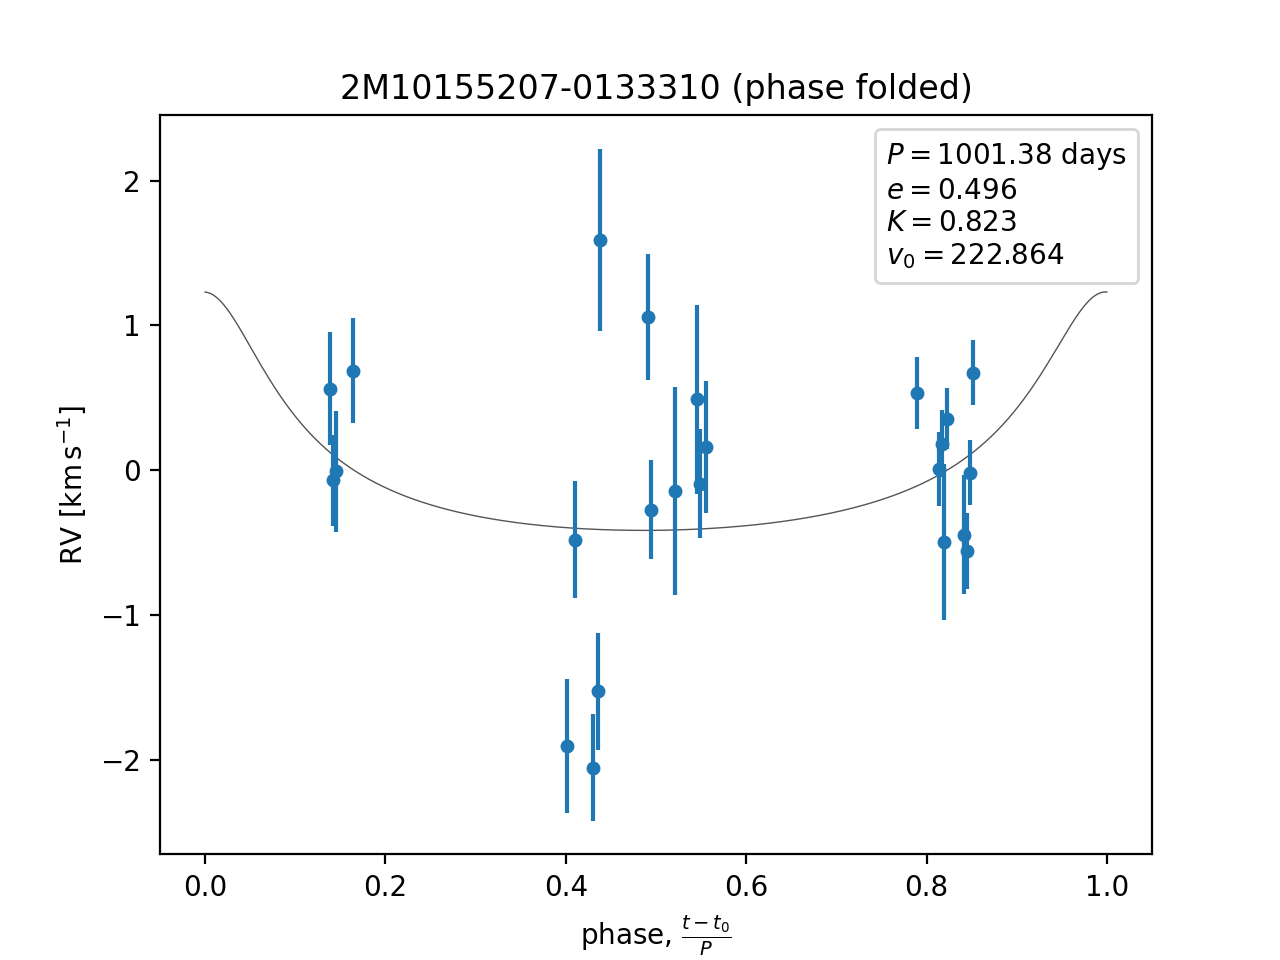 2M10155207-0133310 (phase folded)
P = 1001.38 days
e = 0.496
K = 0.823
v₀ = 222.864
2
1
0
−1
−2
RV [km s⁻¹]
0.0 0.2 0.4 0.6 0.8 1.0
phase, (t − t₀)/P